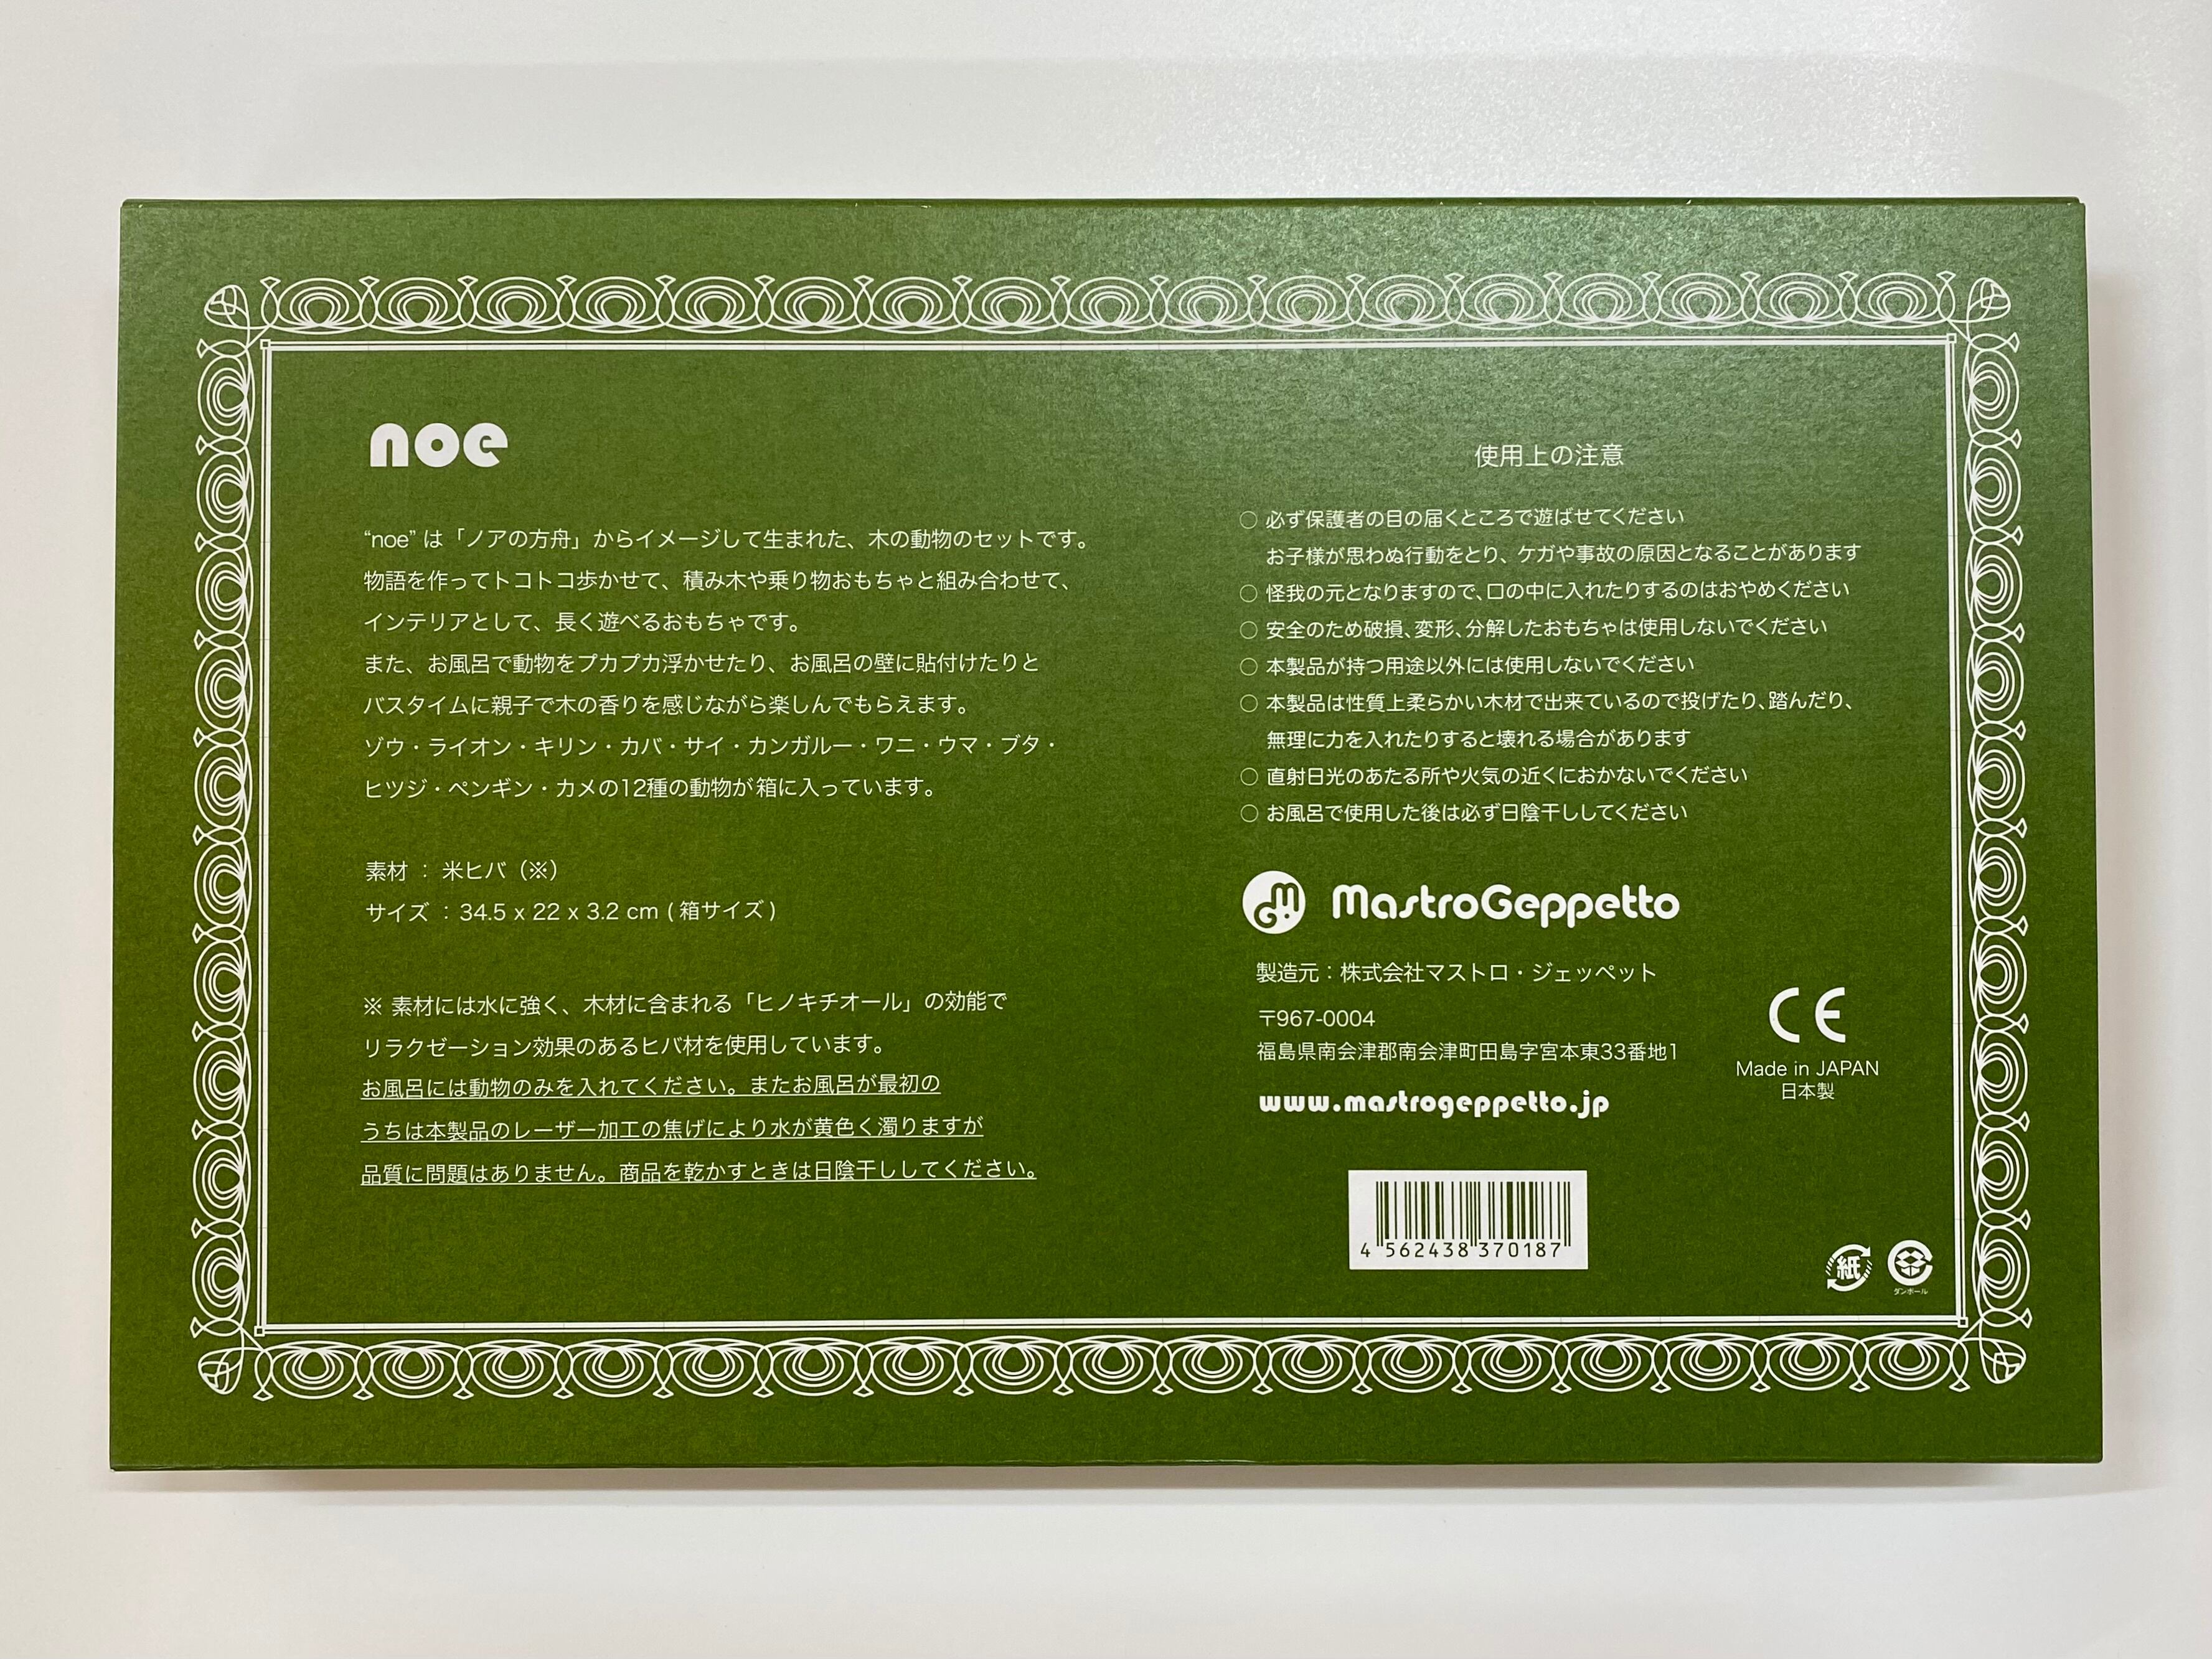 noe
“noe” は「ノアの方舟」からイメージして生まれた、木の動物のセットです。
物語を作ってトコトコ歩かせて、積み木や乗り物おもちゃと組み合わせて、
インテリアとして、長く遊べるおもちゃです。
また、お風呂で動物をプカプカ浮かせたり、お風呂の壁に貼付けたりと
バスタイムに親子で木の香りを感じながら楽しんでもらえます。
ゾウ・ライオン・キリン・カバ・サイ・カンガルー・ワニ・ウマ・ブタ・
ヒツジ・ペンギン・カメの12種の動物が箱に入っています。
素材 ： 米ヒバ（※）
サイズ ：34.5 x 22 x 3.2 cm ( 箱サイズ )
※ 素材には水に強く、木材に含まれる「ヒノキチオール」の効能で
リラクゼーション効果のあるヒバ材を使用しています。
お風呂には動物のみを入れてください。またお風呂が最初の
うちは本製品のレーザー加工の焦げにより水が黄色く濁りますが
品質に問題はありません。商品を乾かすときは日陰干ししてください。
使用上の注意
○ 必ず保護者の目の届くところで遊ばせてください
お子様が思わぬ行動をとり、ケガや事故の原因となることがあります
○ 怪我の元となりますので、口の中に入れたりするのはおやめください
○ 安全のため破損、変形、分解したおもちゃは使用しないでください
○ 本製品が持つ用途以外には使用しないでください
○ 本製品は性質上柔らかい木材で出来ているので投げたり、踏んだり、
無理に力を入れたりすると壊れる場合があります
○ 直射日光のあたる所や火気の近くにおかないでください
○ お風呂で使用した後は必ず日陰干ししてください
MastroGeppetto
製造元：株式会社マストロ・ジェッペット
〒967-0004
福島県南会津郡南会津町田島字宮本東33番地1
www.mastrogeppetto.jp
CE
Made in JAPAN
日本製
4 562438 370187
紙
ダンボール